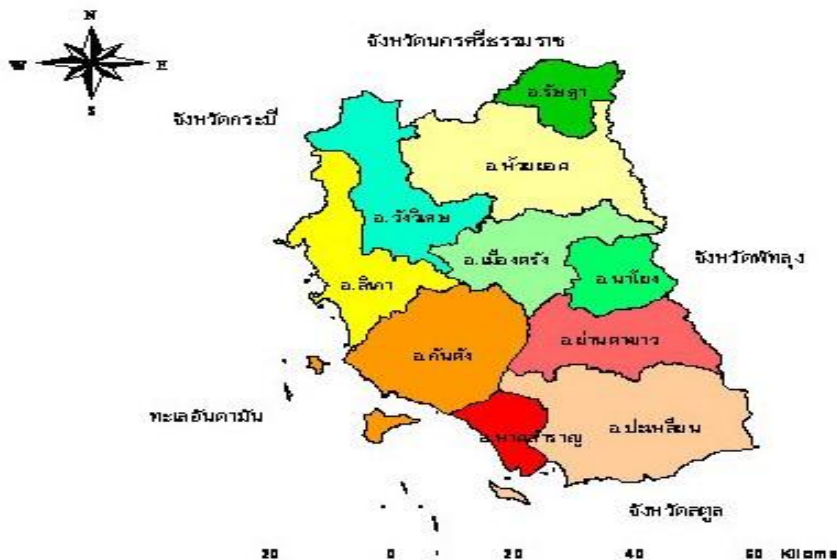 N
จังหวัดนครศรีธรรมราช
W E
อ.รัษฎา
S
จังหวัดกระบี่
อ.ห้วยยอด
อ.วังวิเศษ
อ.เมืองตรัง
จังหวัดพัทลุง
อ.นาโยง
อ.สิเกา
อ.ย่านตาขาว
อ.กันตัง
ทะเลอันดามัน
อ.หาดสำราญ
อ.ปะเหลียน
จังหวัดสตูล
20 0 20 40 60 Kilome